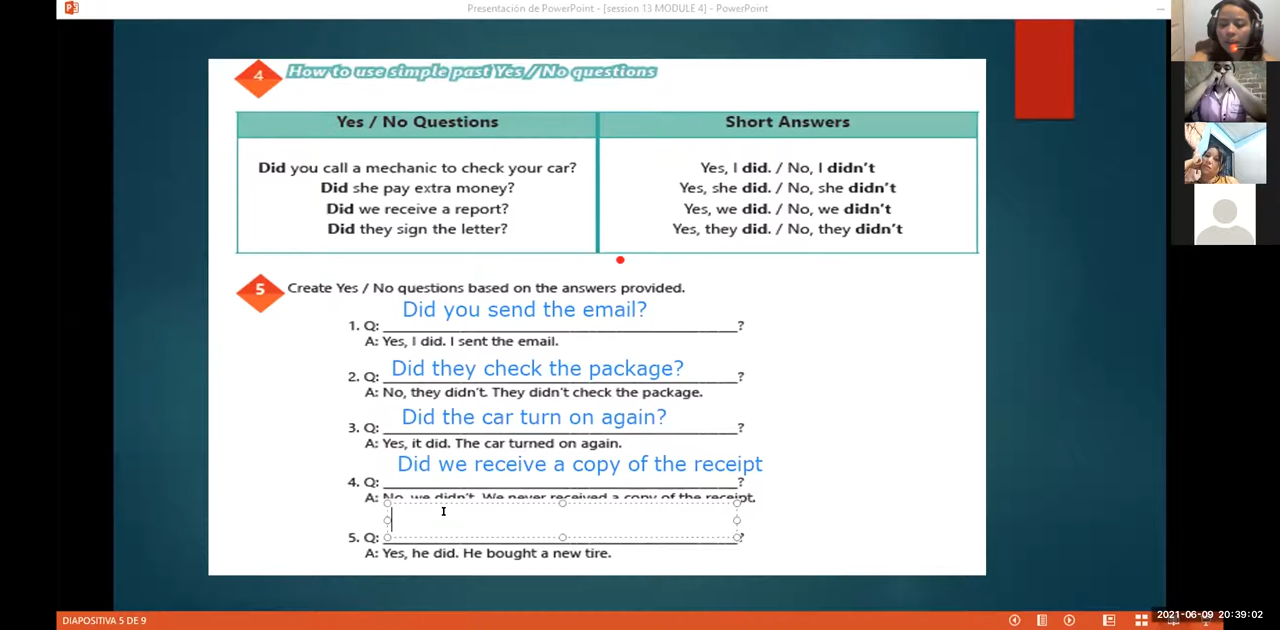 Presentación de PowerPoint - [session 13 MODULE 4] - PowerPoint
4 How to use simple past Yes / No questions
Yes / No Questions Short Answers
Did you call a mechanic to check your car? Yes, I did. / No, I didn't
Did she pay extra money? Yes, she did. / No, she didn't
Did we receive a report? Yes, we did. / No, we didn't
Did they sign the letter? Yes, they did. / No, they didn't
5 Create Yes / No questions based on the answers provided.
Did you send the email?
1. Q: ?
A: Yes, I did. I sent the email.
Did they check the package?
2. Q: ?
A: No, they didn't. They didn't check the package.
Did the car turn on again?
3. Q: ?
A: Yes, it did. The car turned on again.
Did we receive a copy of the receipt
4. Q: ?
A: No, we didn't. We never received a copy of the receipt.
5. Q: ?
A: Yes, he did. He bought a new tire.
DIAPOSITIVA 5 DE 9
2021-06-09 20:39:02